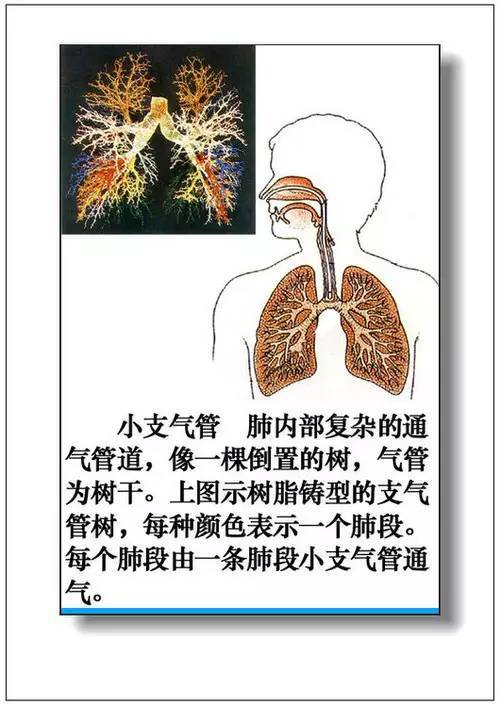 小支气管　肺内部复杂的通
气管道，像一棵倒置的树，气管
为树干。上图示树脂铸型的支气
管树，每种颜色表示一个肺段。
每个肺段由一条肺段小支气管通
气。